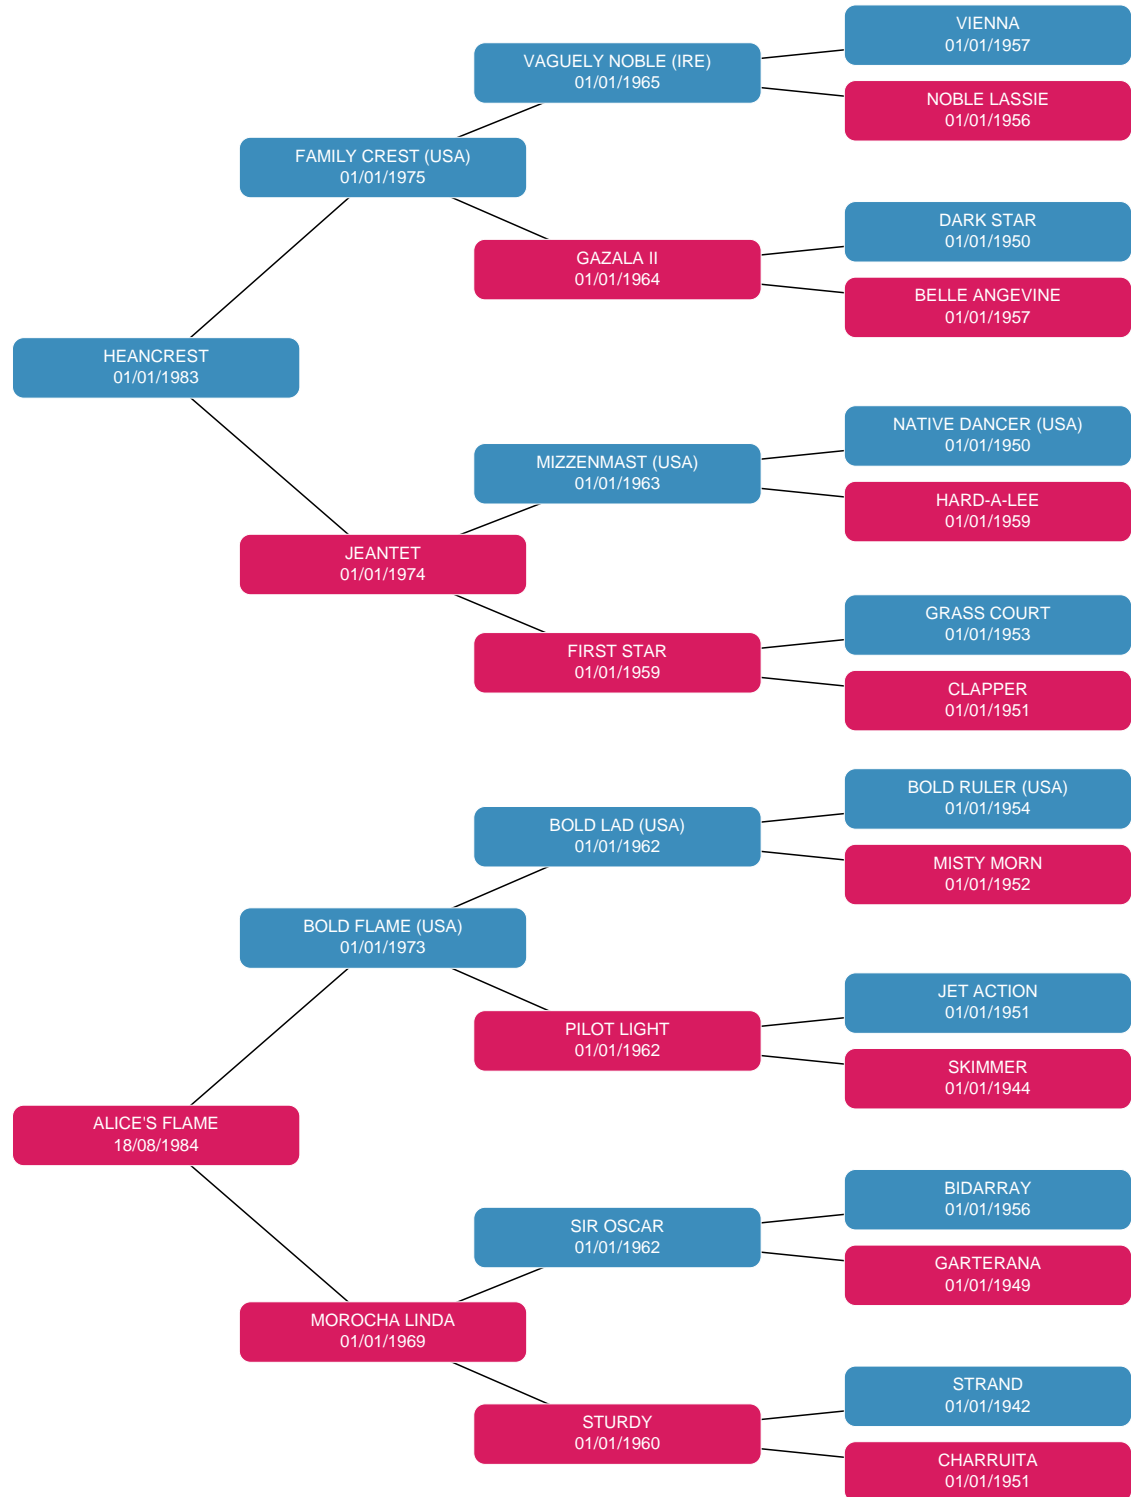 VIENNA
01/01/1957
VAGUELY NOBLE (IRE)
01/01/1965
NOBLE LASSIE
01/01/1956
FAMILY CREST (USA)
01/01/1975
DARK STAR
01/01/1950
GAZALA II
01/01/1964
BELLE ANGEVINE
01/01/1957
HEANCREST
01/01/1983
NATIVE DANCER (USA)
01/01/1950
MIZZENMAST (USA)
01/01/1963
HARD-A-LEE
01/01/1959
JEANTET
01/01/1974
GRASS COURT
01/01/1953
FIRST STAR
01/01/1959
CLAPPER
01/01/1951
BOLD RULER (USA)
01/01/1954
BOLD LAD (USA)
01/01/1962
MISTY MORN
01/01/1952
BOLD FLAME (USA)
01/01/1973
JET ACTION
01/01/1951
PILOT LIGHT
01/01/1962
SKIMMER
01/01/1944
ALICE'S FLAME
18/08/1984
BIDARRAY
01/01/1956
SIR OSCAR
01/01/1962
GARTERANA
01/01/1949
MOROCHA LINDA
01/01/1969
STRAND
01/01/1942
STURDY
01/01/1960
CHARRUITA
01/01/1951